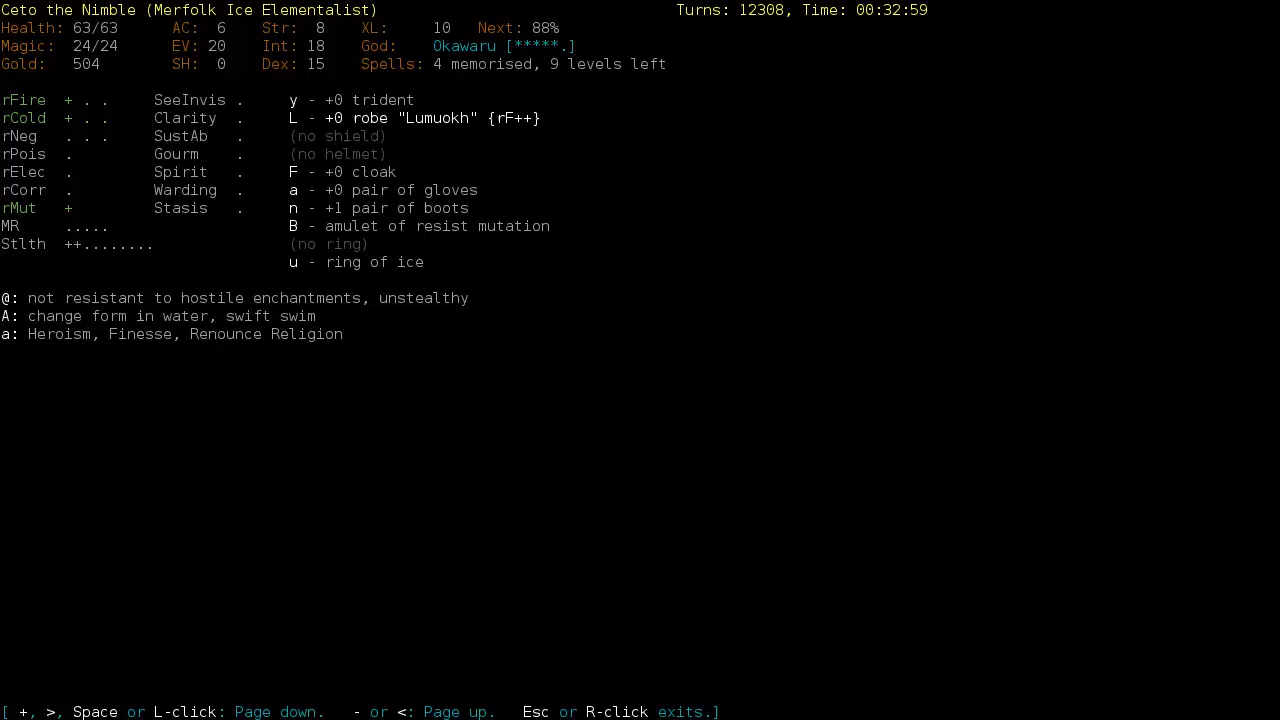 Ceto the Nimble (Merfolk Ice Elementalist) Turns: 12308, Time: 00:32:59
Health: 63/63 AC: 6 Str: 8 XL: 10 Next: 88%
Magic: 24/24 EV: 20 Int: 18 God: Okawaru [*****.]
Gold: 504 SH: 0 Dex: 15 Spells: 4 memorised, 9 levels left
rFire + . . SeeInvis . y - +0 trident
rCold + . . Clarity . L - +0 robe "Lumuokh" {rF++}
rNeg . . . SustAb . (no shield)
rPois . Gourm . (no helmet)
rElec . Spirit . F - +0 cloak
rCorr . Warding . a - +0 pair of gloves
rMut + Stasis . n - +1 pair of boots
MR ..... B - amulet of resist mutation
Stlth ++........ (no ring)
u - ring of ice
@: not resistant to hostile enchantments, unstealthy
A: change form in water, swift swim
a: Heroism, Finesse, Renounce Religion
[ +, >, Space or L-click: Page down. - or <: Page up. Esc or R-click exits.]